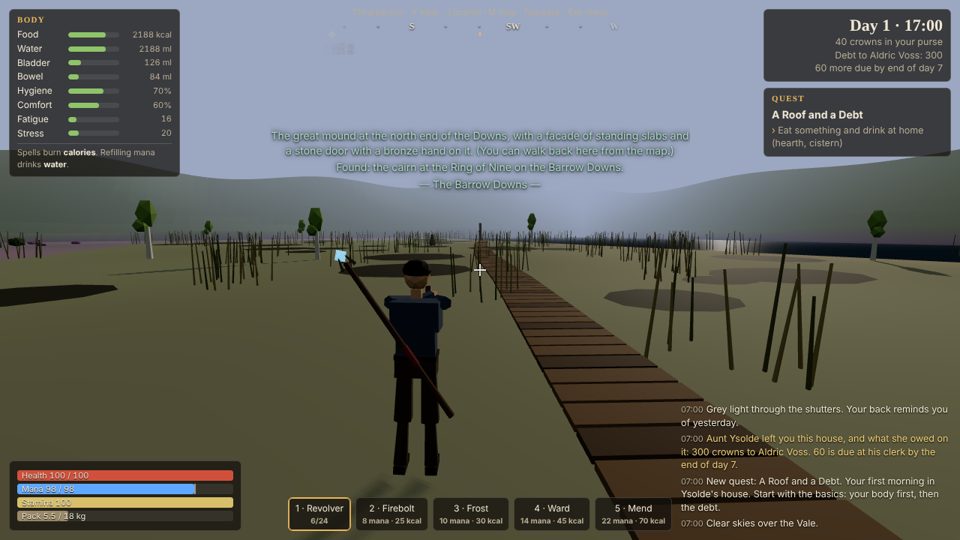 BODY
Food 2188 kcal
Water 2188 ml
Bladder 126 ml
Bowel 84 ml
Hygiene 70%
Comfort 60%
Fatigue 16
Stress 20
Spells burn calories. Refilling mana
drinks water.
S SW W
Day 1 · 17:00
40 crowns in your purse
Debt to Aldric Voss: 300
60 more due by end of day 7
QUEST
A Roof and a Debt
› Eat something and drink at home
(hearth, cistern)
The great mound at the north end of the Downs, with a facade of standing slabs and
a stone door with a bronze hand on it. (You can walk back here from the map.)
Found: the cairn at the Ring of Nine on the Barrow Downs.
— The Barrow Downs —
07:00 Grey light through the shutters. Your back reminds you
of yesterday.
07:00 Aunt Ysolde left you this house, and what she owed on
it: 300 crowns to Aldric Voss. 60 is due at his clerk by the
end of day 7.
07:00 New quest: A Roof and a Debt. Your first morning in
Ysolde's house. Start with the basics: your body first, then
the debt.
07:00 Clear skies over the Vale.
Health 100 / 100
Mana 98 / 98
Stamina 100
Pack 5.5 / 18 kg
1 · Revolver
6/24
2 · Firebolt
8 mana · 25 kcal
3 · Frost
10 mana · 30 kcal
4 · Ward
14 mana · 45 kcal
5 · Mend
22 mana · 70 kcal